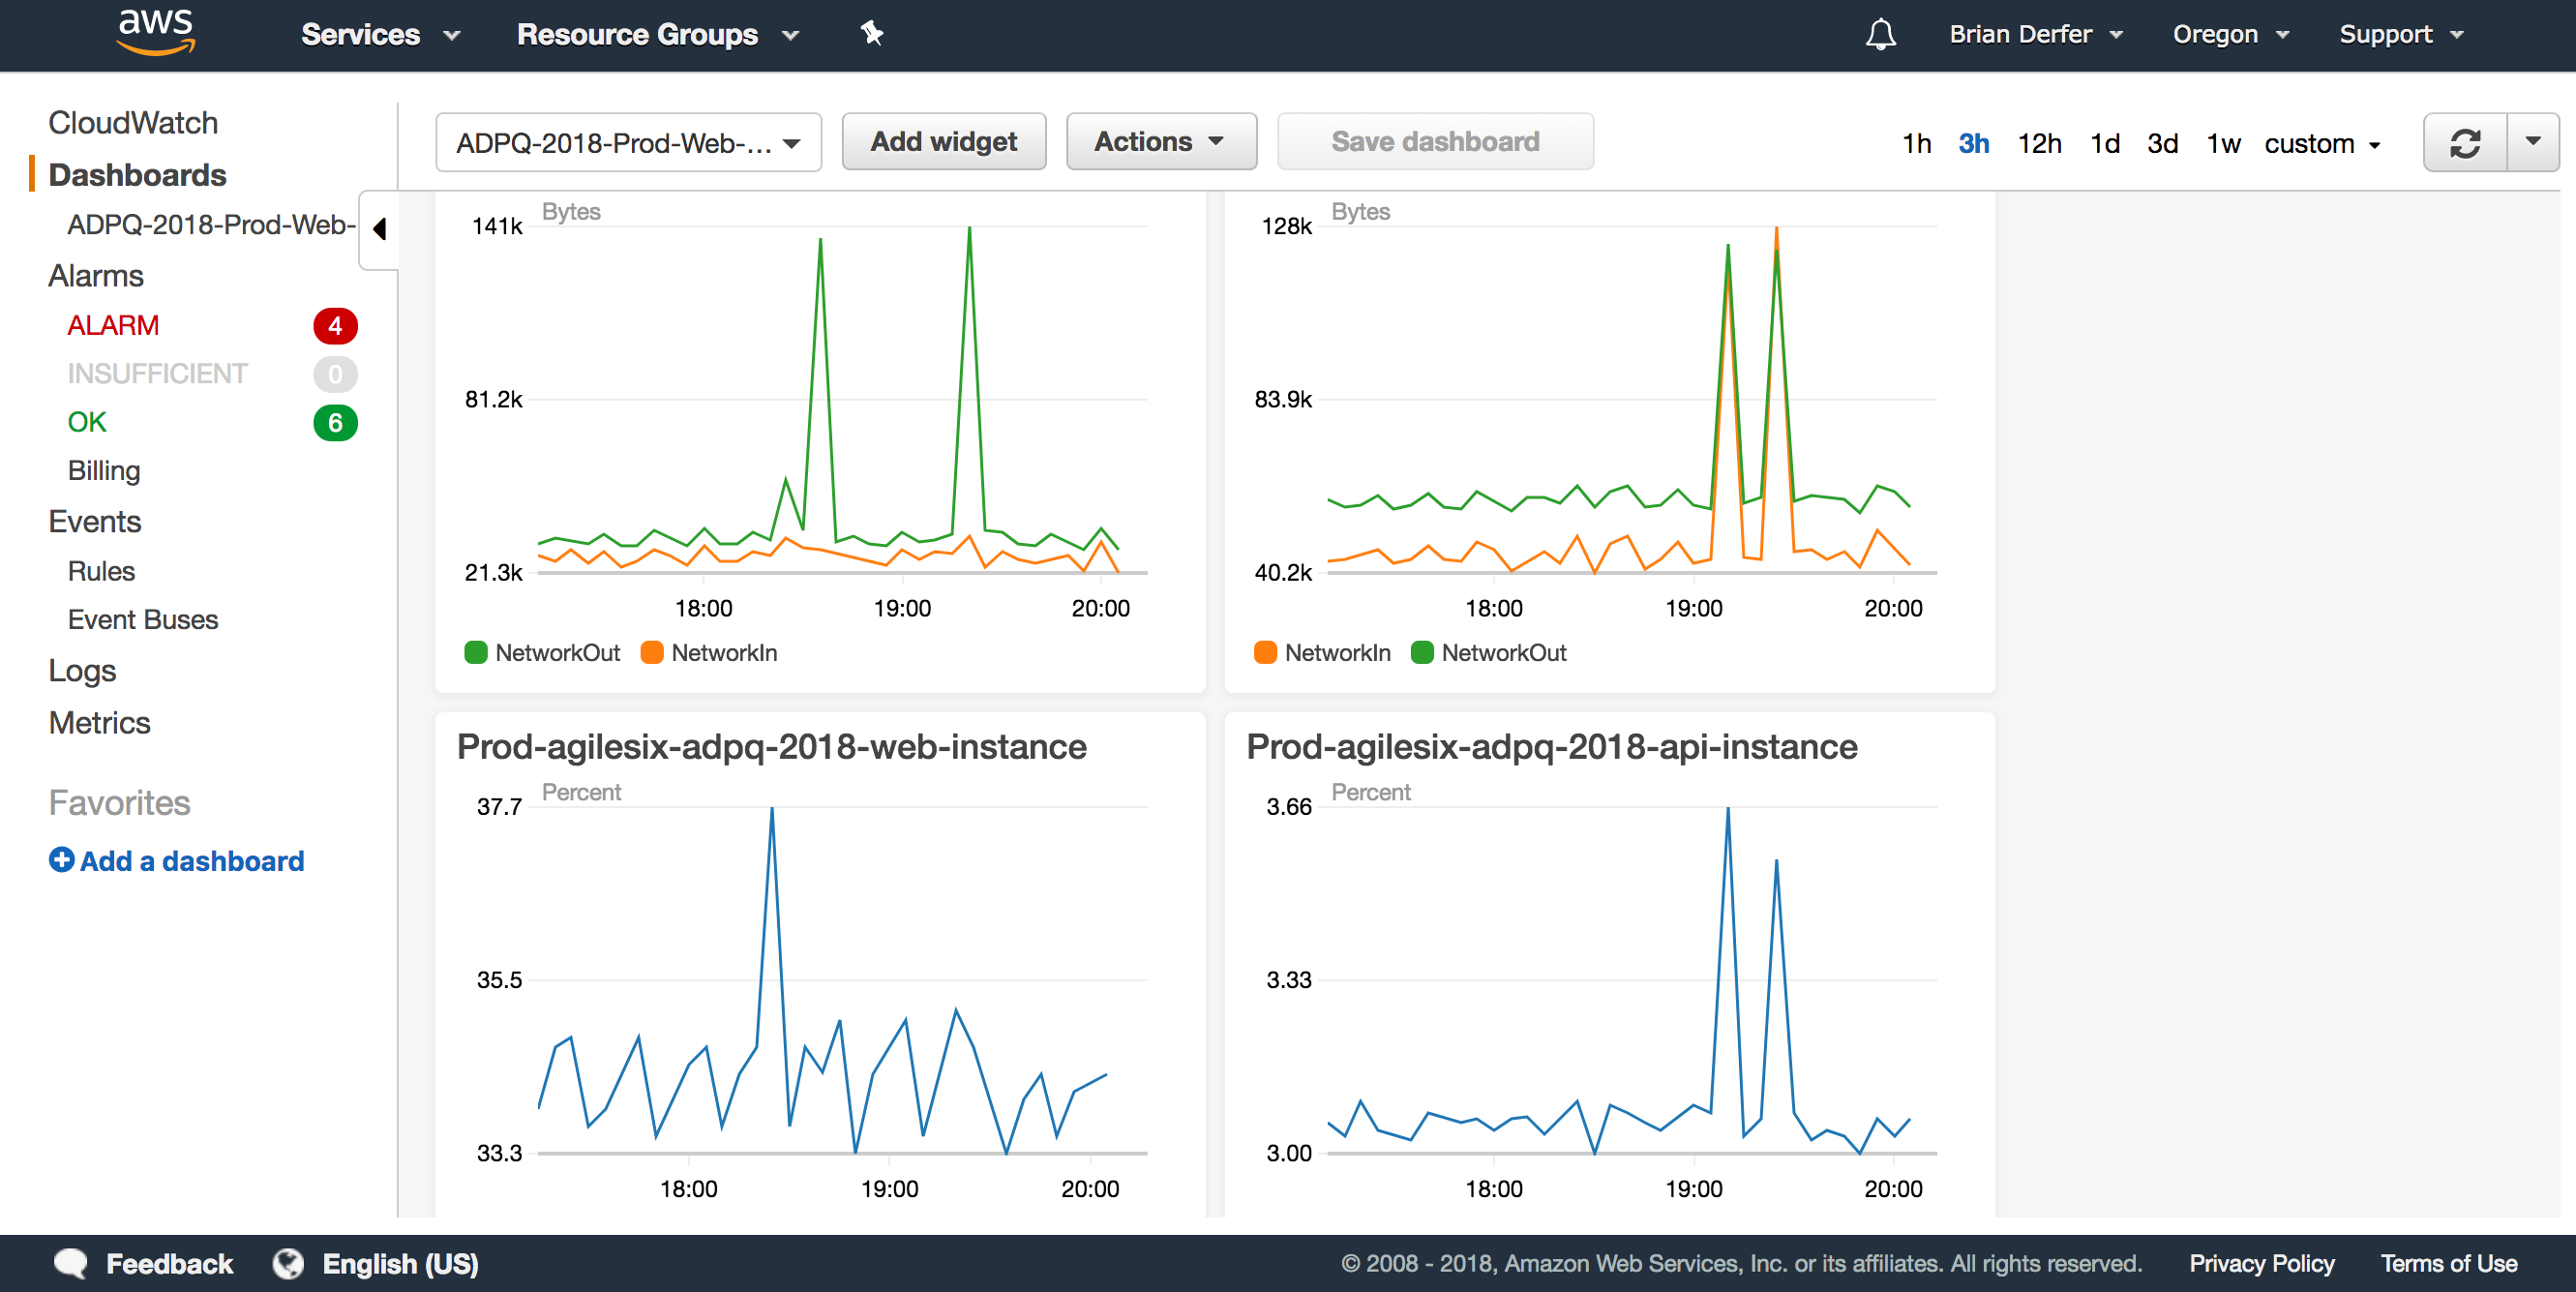 aws Services Resource Groups Brian Derfer Oregon Support
CloudWatch
Dashboards
ADPQ-2018-Prod-Web-
Alarms
ALARM 4
INSUFFICIENT 0
OK 6
Billing
Events
Rules
Event Buses
Logs
Metrics
Favorites
Add a dashboard
ADPQ-2018-Prod-Web-... Add widget Actions Save dashboard 1h 3h 12h 1d 3d 1w custom
Bytes
141k
81.2k
21.3k
18:00 19:00 20:00
NetworkOut NetworkIn
Bytes
128k
83.9k
40.2k
18:00 19:00 20:00
NetworkIn NetworkOut
Prod-agilesix-adpq-2018-web-instance
Percent
37.7
35.5
33.3
18:00 19:00 20:00
Prod-agilesix-adpq-2018-api-instance
Percent
3.66
3.33
3.00
18:00 19:00 20:00
Feedback English (US) © 2008 - 2018, Amazon Web Services, Inc. or its affiliates. All rights reserved. Privacy Policy Terms of Use